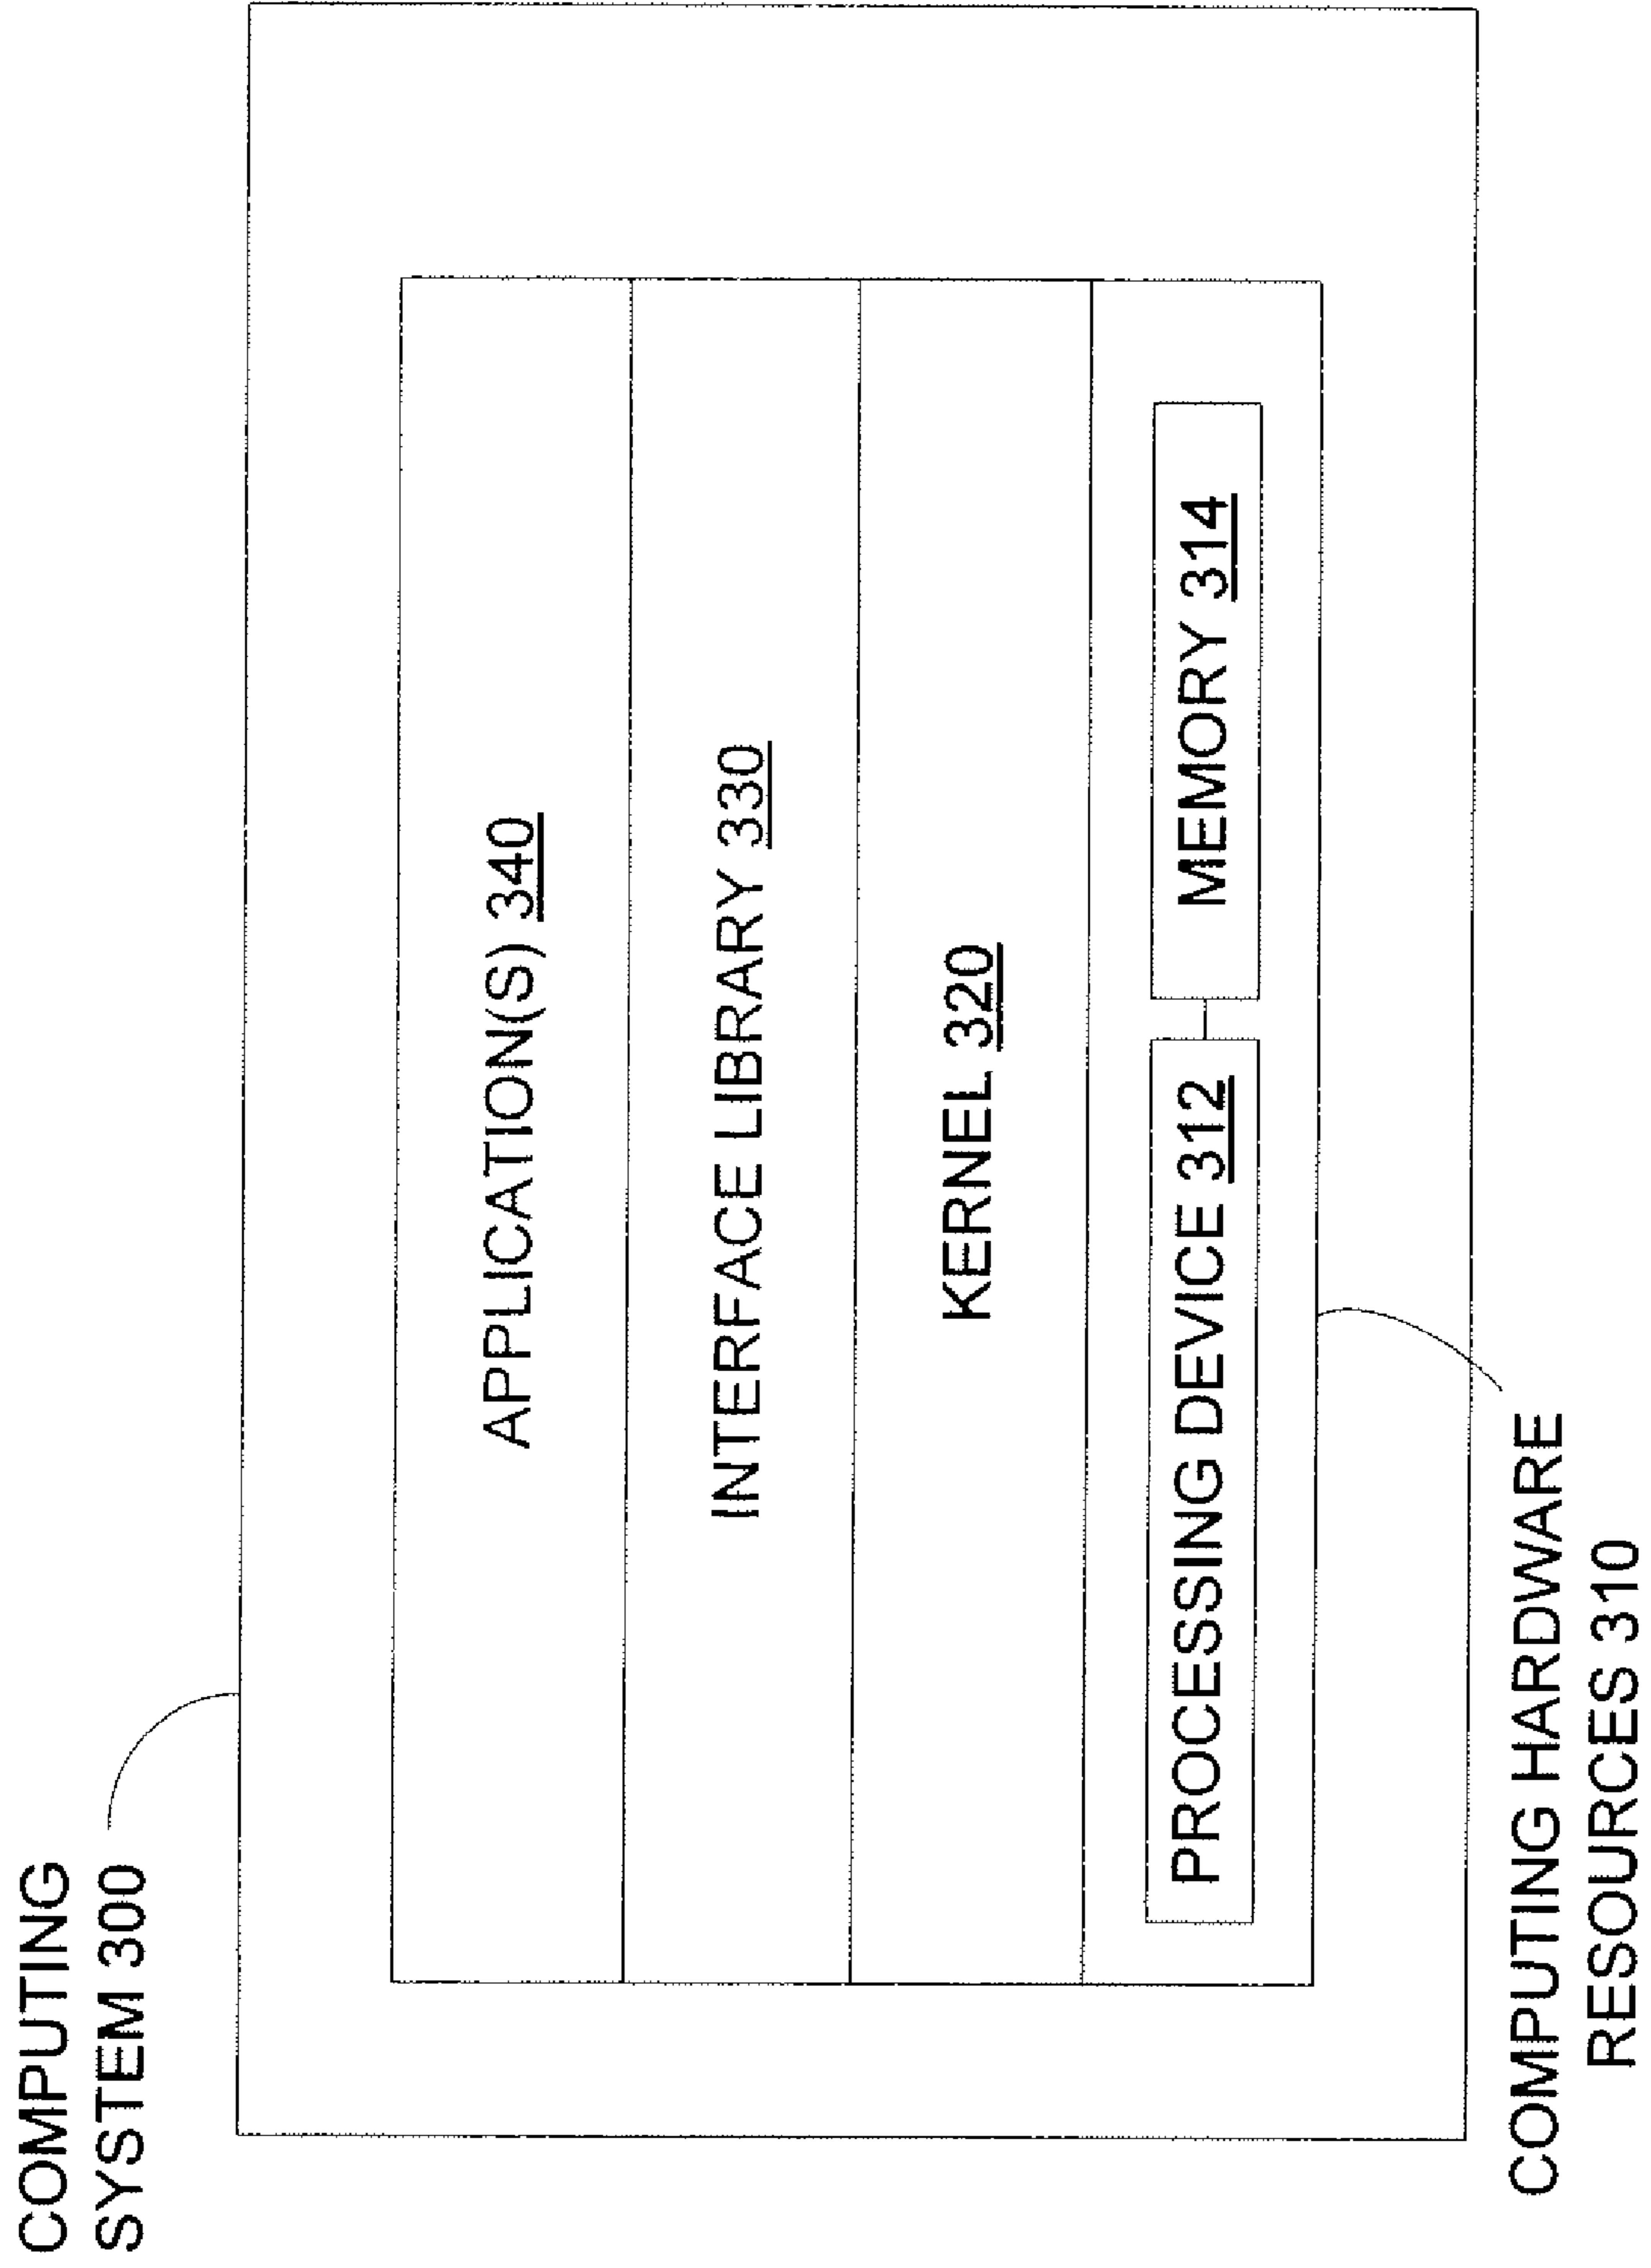 COMPUTING
SYSTEM 300
APPLICATION(S) 340
INTERFACE LIBRARY 330
KERNEL 320
PROCESSING DEVICE 312
MEMORY 314
COMPUTING HARDWARE
RESOURCES 310